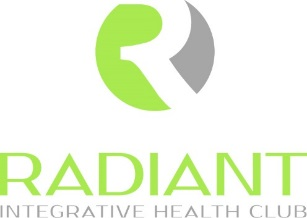 R
RADIANT
INTEGRATIVE HEALTH CLUB